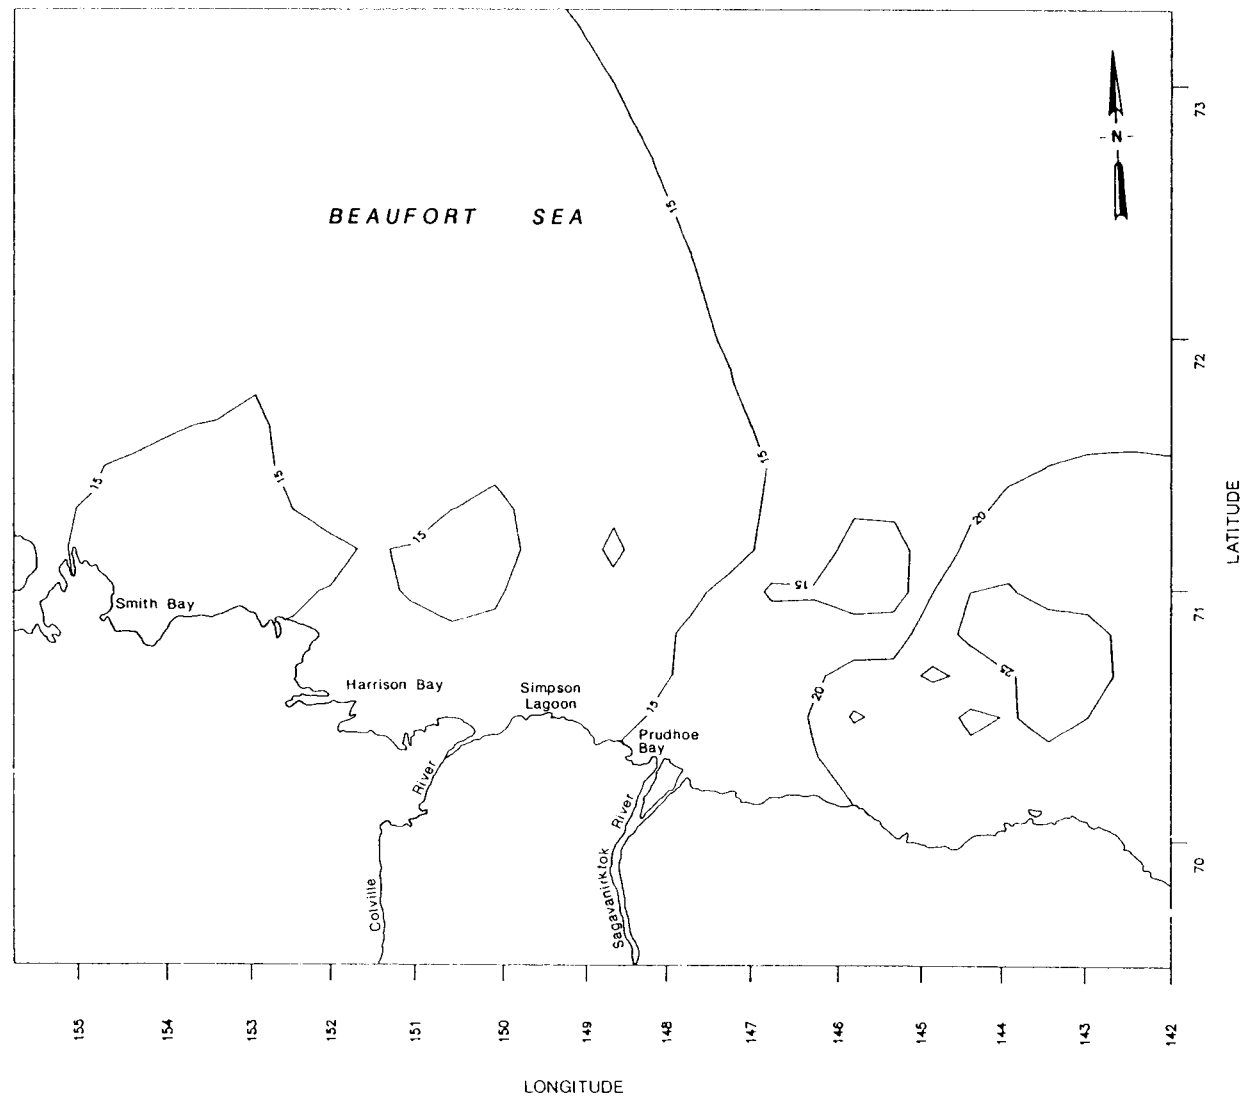 73
N
15
BEAUFORT SEA
72
15
15
15
20
15
LATITUDE
15
71
Smith Bay
25
Harrison Bay
20
Simpson
Lagoon
15
Prudhoe
Bay
River
River
70
Colville
Sagavanirktok
155
154
153
152
151
150
149
148
147
146
145
144
143
142
LONGITUDE